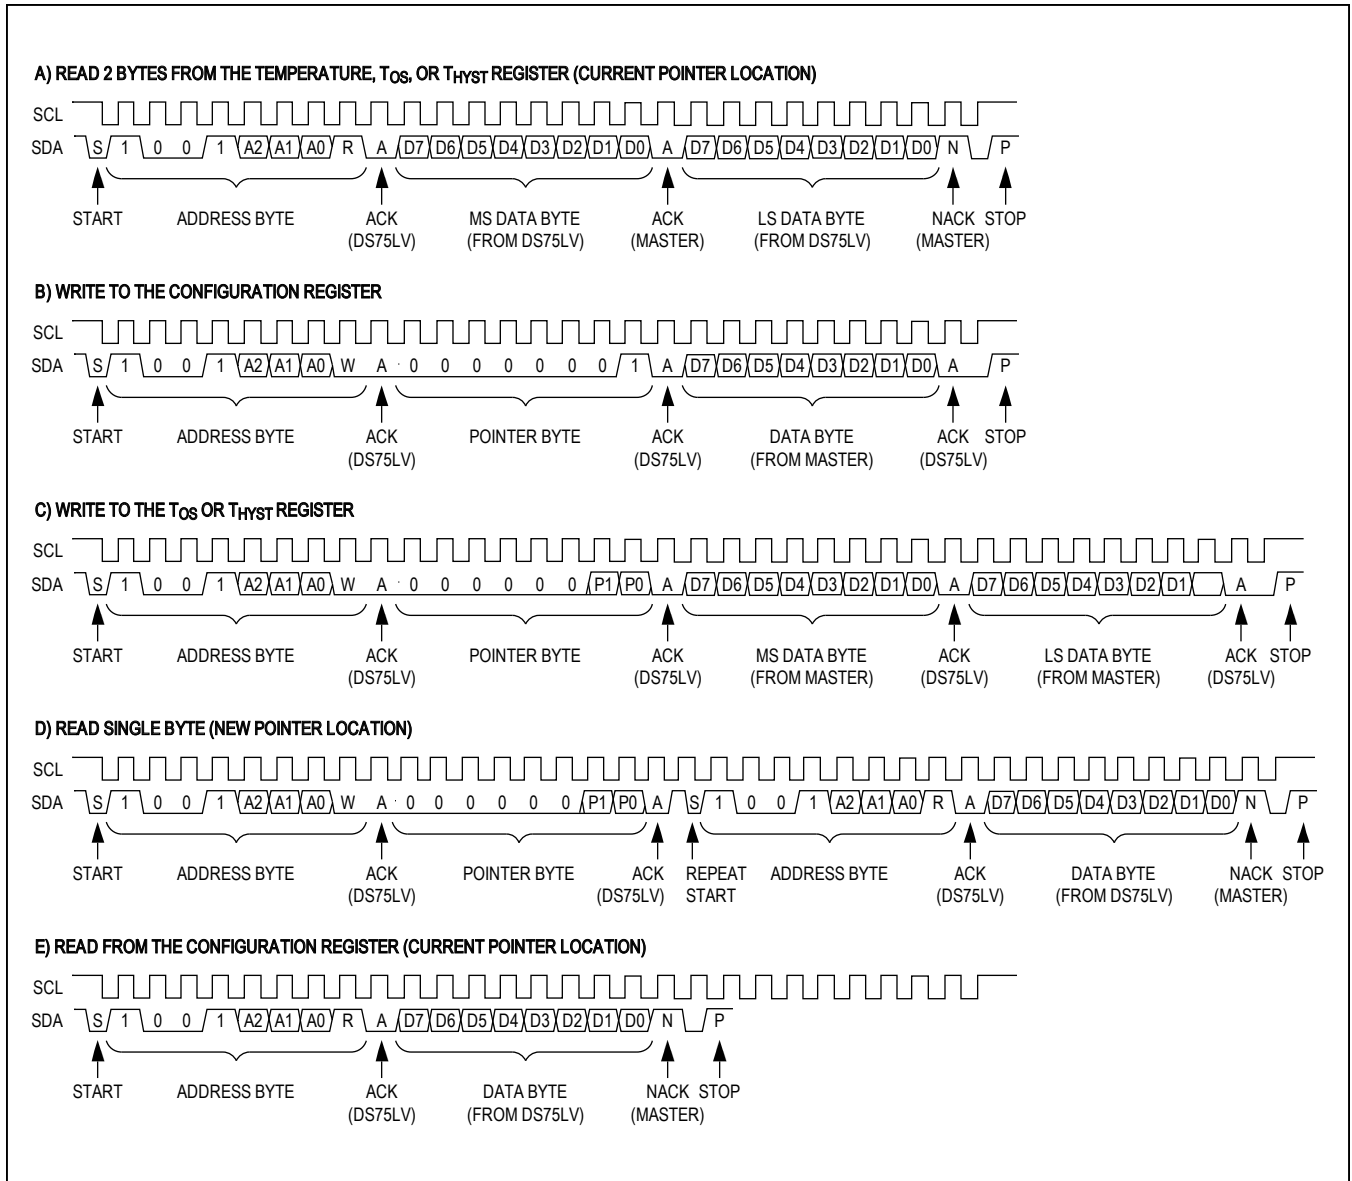 A) READ 2 BYTES FROM THE TEMPERATURE, TOS, OR THYST REGISTER (CURRENT POINTER LOCATION)
SCL
SDA S 1 0 0 1 A2 A1 A0 R A D7 D6 D5 D4 D3 D2 D1 D0 A D7 D6 D5 D4 D3 D2 D1 D0 N P
START ADDRESS BYTE ACK MS DATA BYTE ACK LS DATA BYTE NACK STOP
(DS75LV) (FROM DS75LV) (MASTER) (FROM DS75LV) (MASTER)
B) WRITE TO THE CONFIGURATION REGISTER
SCL
SDA S 1 0 0 1 A2 A1 A0 W A 0 0 0 0 0 0 0 1 A D7 D6 D5 D4 D3 D2 D1 D0 A P
START ADDRESS BYTE ACK POINTER BYTE ACK DATA BYTE ACK STOP
(DS75LV) (DS75LV) (FROM MASTER) (DS75LV)
C) WRITE TO THE TOS OR THYST REGISTER
SCL
SDA S 1 0 0 1 A2 A1 A0 W A 0 0 0 0 0 0 P1 P0 A D7 D6 D5 D4 D3 D2 D1 D0 A D7 D6 D5 D4 D3 D2 D1 A P
START ADDRESS BYTE ACK POINTER BYTE ACK MS DATA BYTE ACK LS DATA BYTE ACK STOP
(DS75LV) (DS75LV) (FROM MASTER) (DS75LV) (FROM MASTER) (DS75LV)
D) READ SINGLE BYTE (NEW POINTER LOCATION)
SCL
SDA S 1 0 0 1 A2 A1 A0 W A 0 0 0 0 0 0 P1 P0 A S 1 0 0 1 A2 A1 A0 R A D7 D6 D5 D4 D3 D2 D1 D0 N P
START ADDRESS BYTE ACK POINTER BYTE ACK REPEAT ADDRESS BYTE ACK DATA BYTE NACK STOP
(DS75LV) (DS75LV) START (DS75LV) (FROM DS75LV) (MASTER)
E) READ FROM THE CONFIGURATION REGISTER (CURRENT POINTER LOCATION)
SCL
SDA S 1 0 0 1 A2 A1 A0 R A D7 D6 D5 D4 D3 D2 D1 D0 N P
START ADDRESS BYTE ACK DATA BYTE NACK STOP
(DS75LV) (FROM DS75LV) (MASTER)